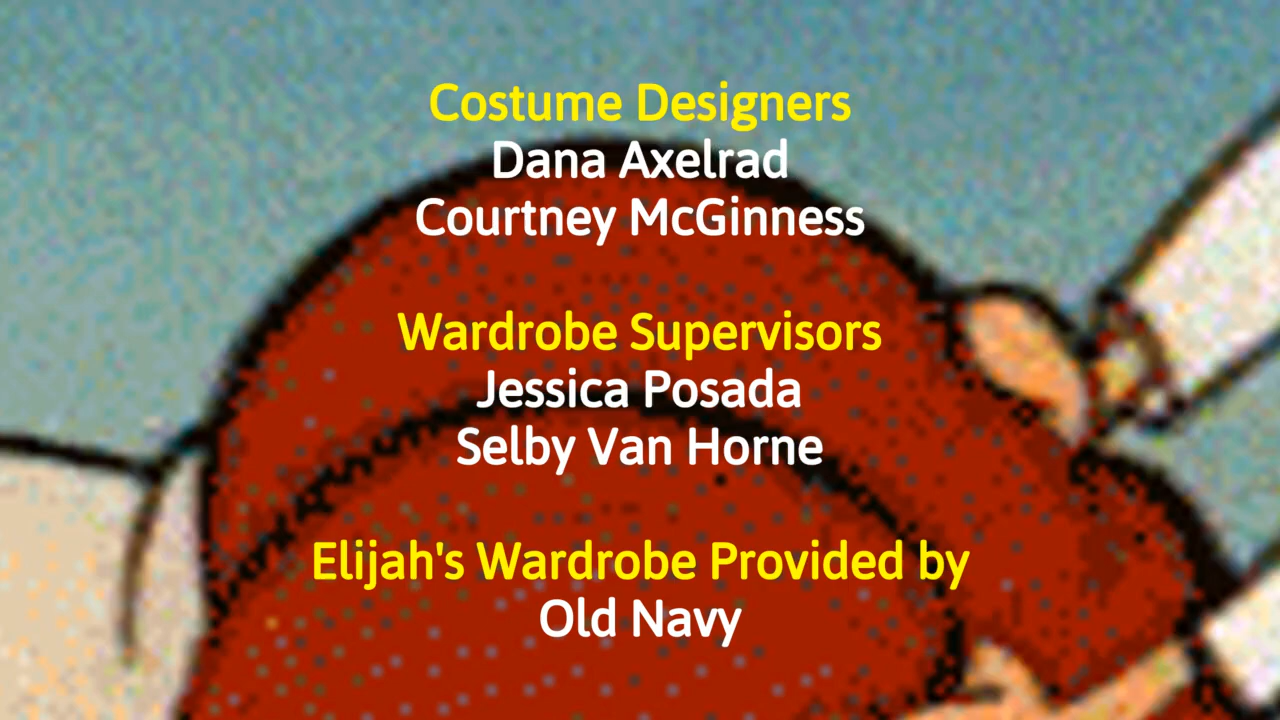 Costume Designers
Dana Axelrad
Courtney McGinness
Wardrobe Supervisors
Jessica Posada
Selby Van Horne
Elijah's Wardrobe Provided by
Old Navy